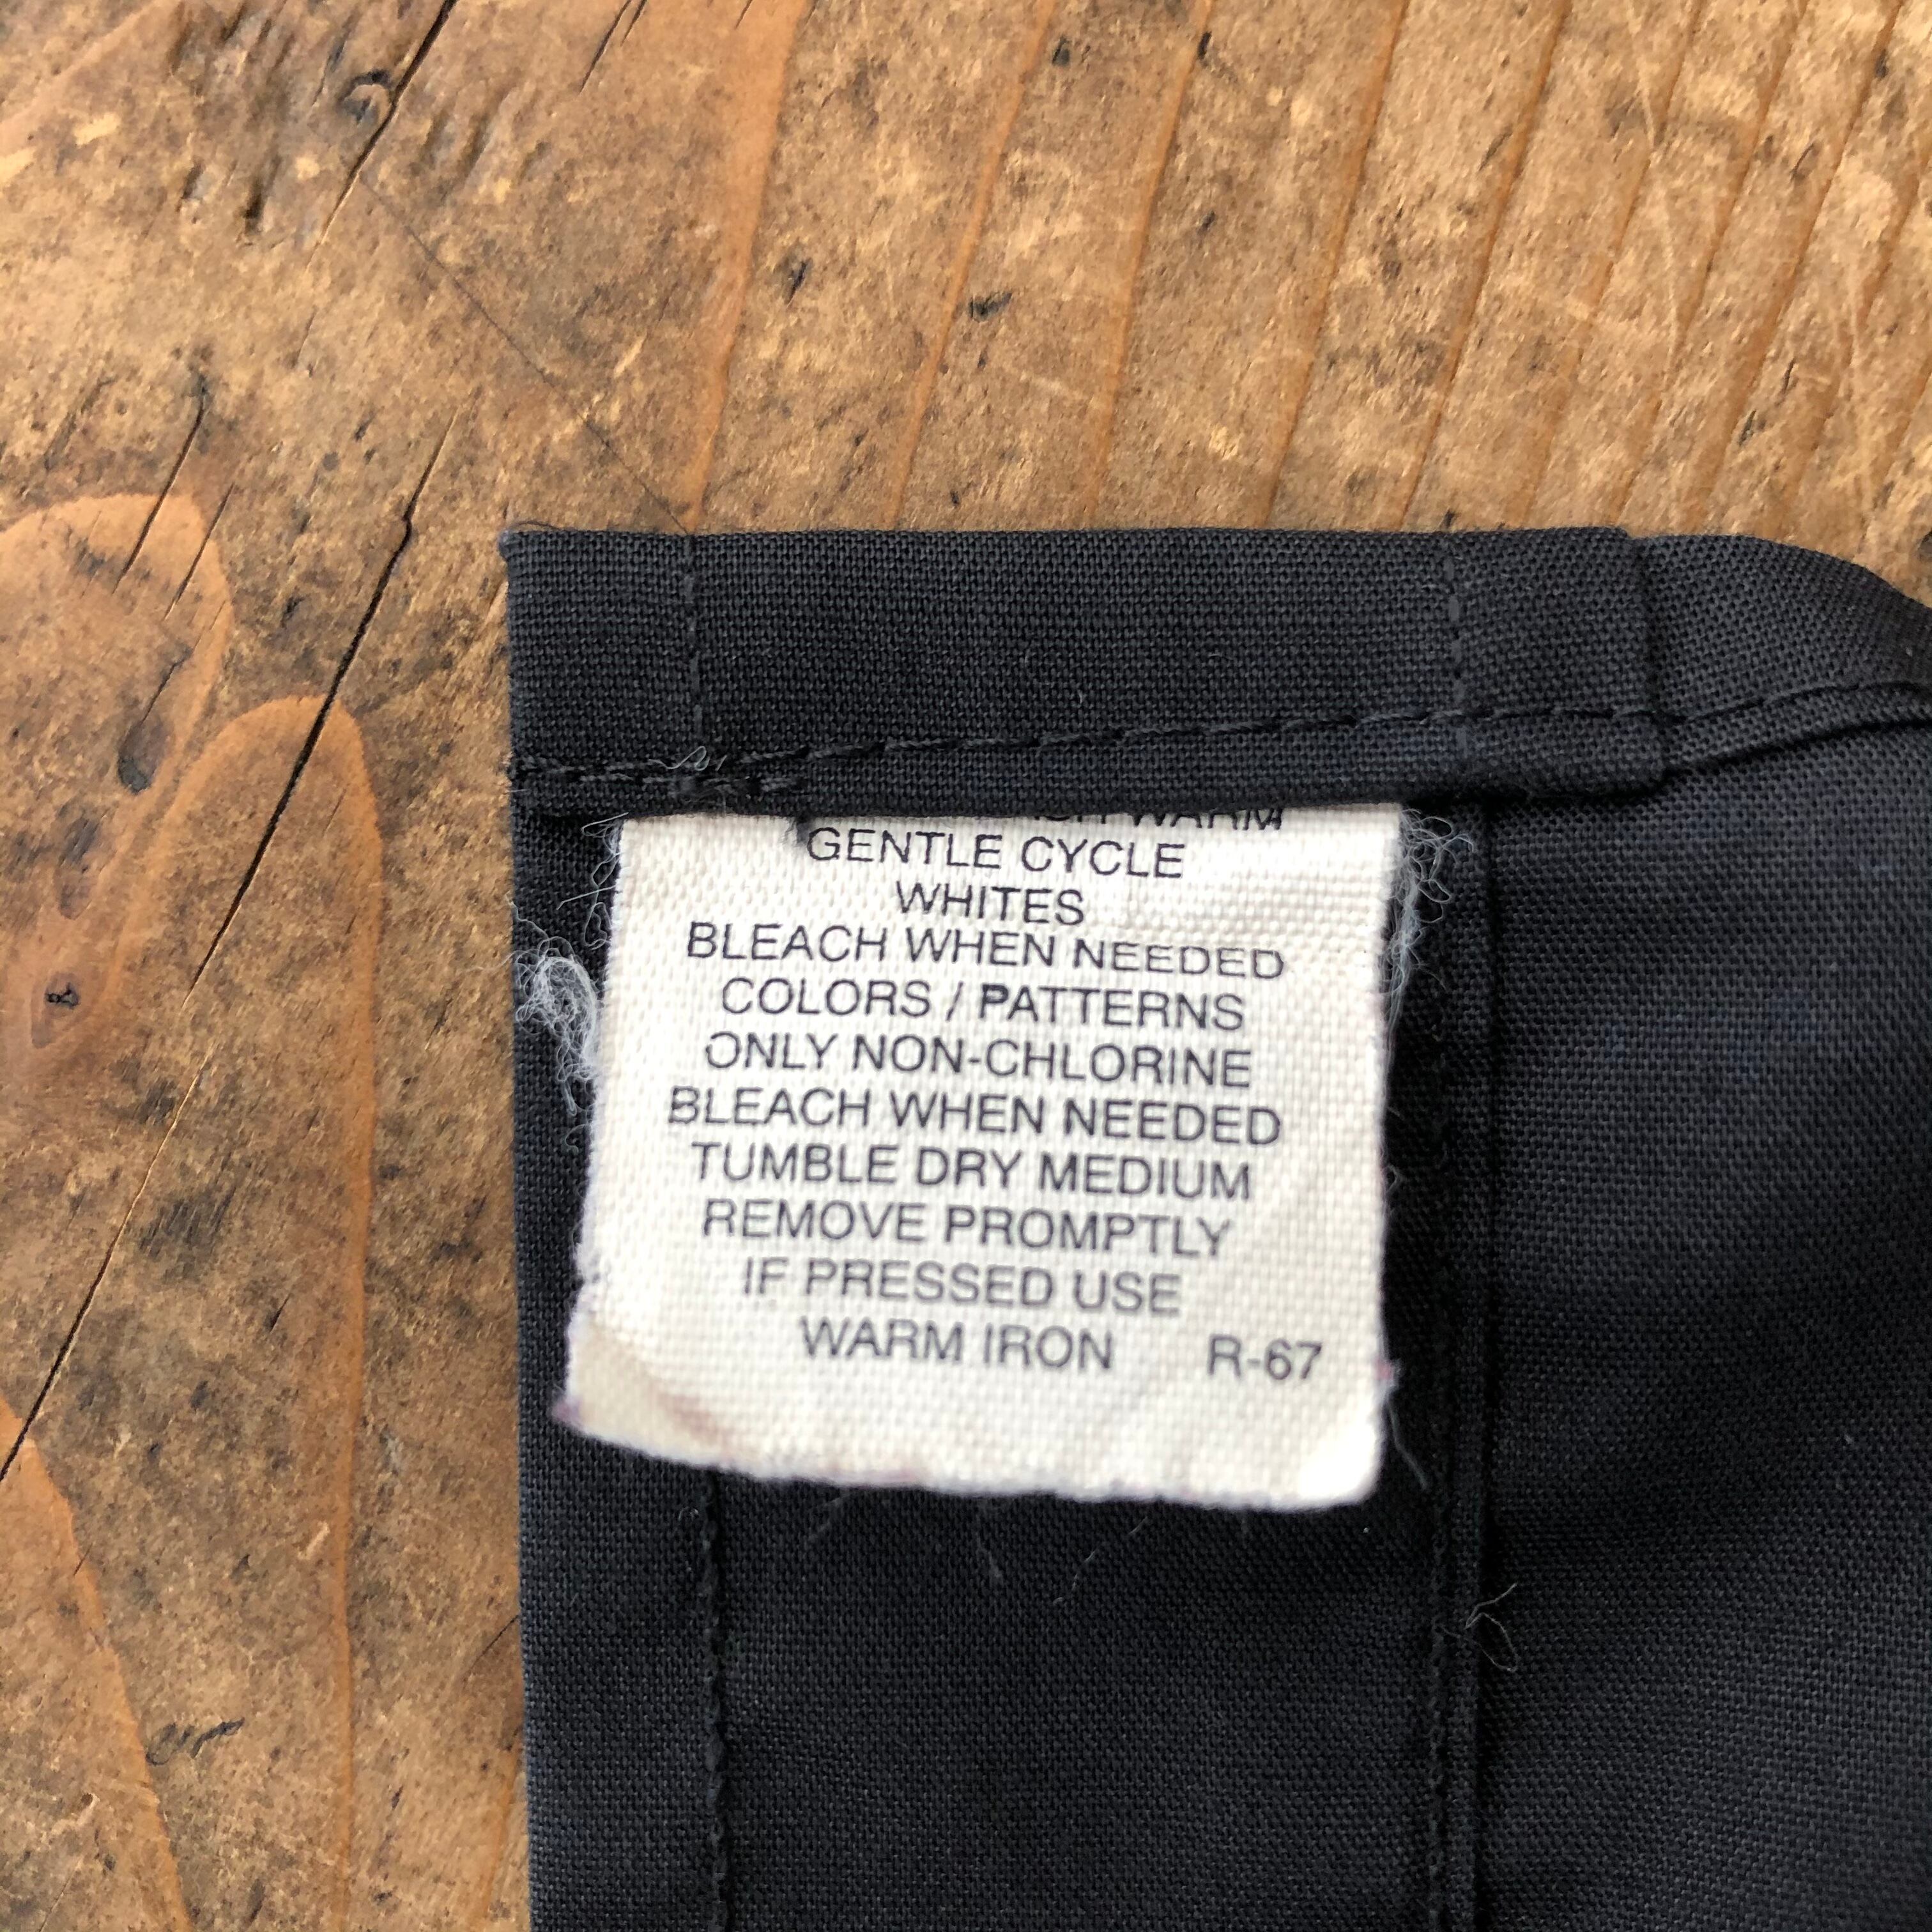 WARM
GENTLE CYCLE
WHITES
BLEACH WHEN NEEDED
COLORS / PATTERNS
ONLY NON-CHLORINE
BLEACH WHEN NEEDED
TUMBLE DRY MEDIUM
REMOVE PROMPTLY
IF PRESSED USE
WARM IRON R-67